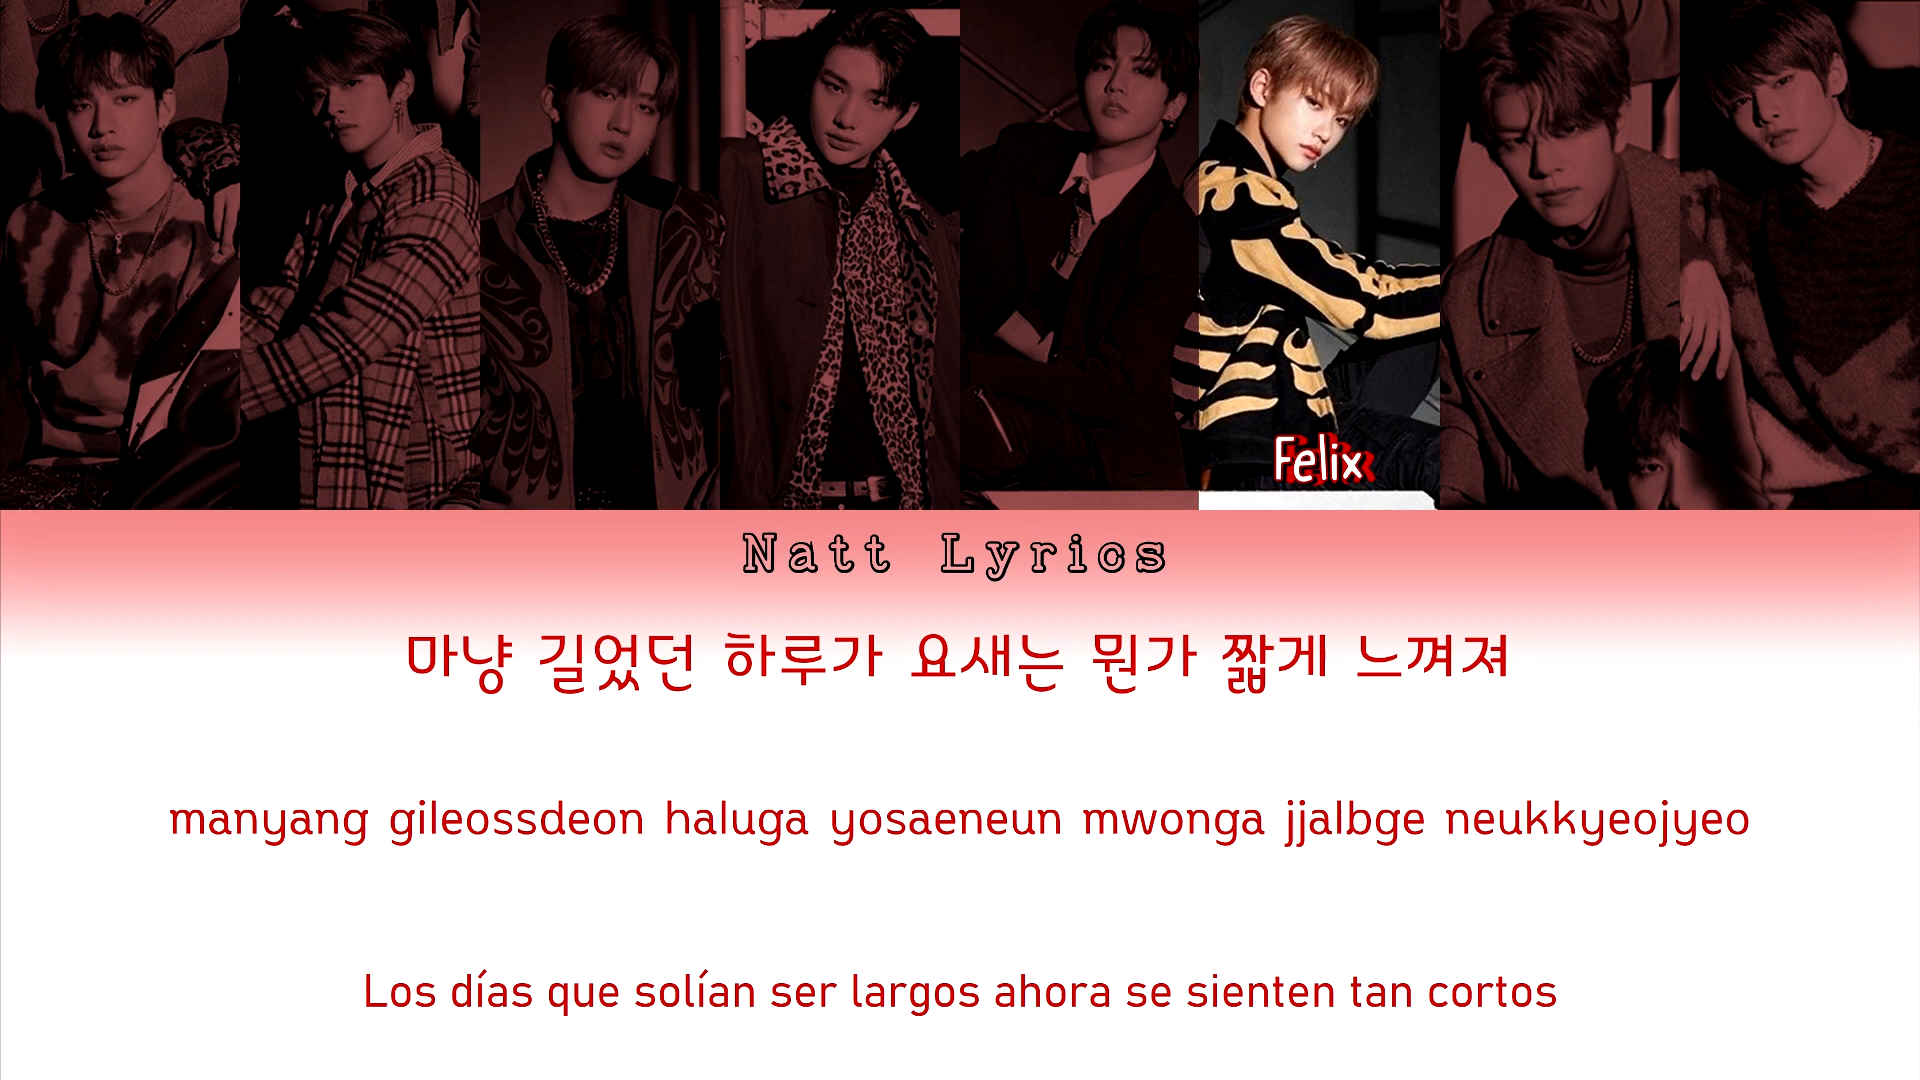 Felix
Natt Lyrics
마냥 길었던 하루가 요새는 뭔가 짧게 느껴져
manyang gileossdeon haluga yosaeneun mwonga jjalbge neukkyeojyeo
Los días que solían ser largos ahora se sienten tan cortos